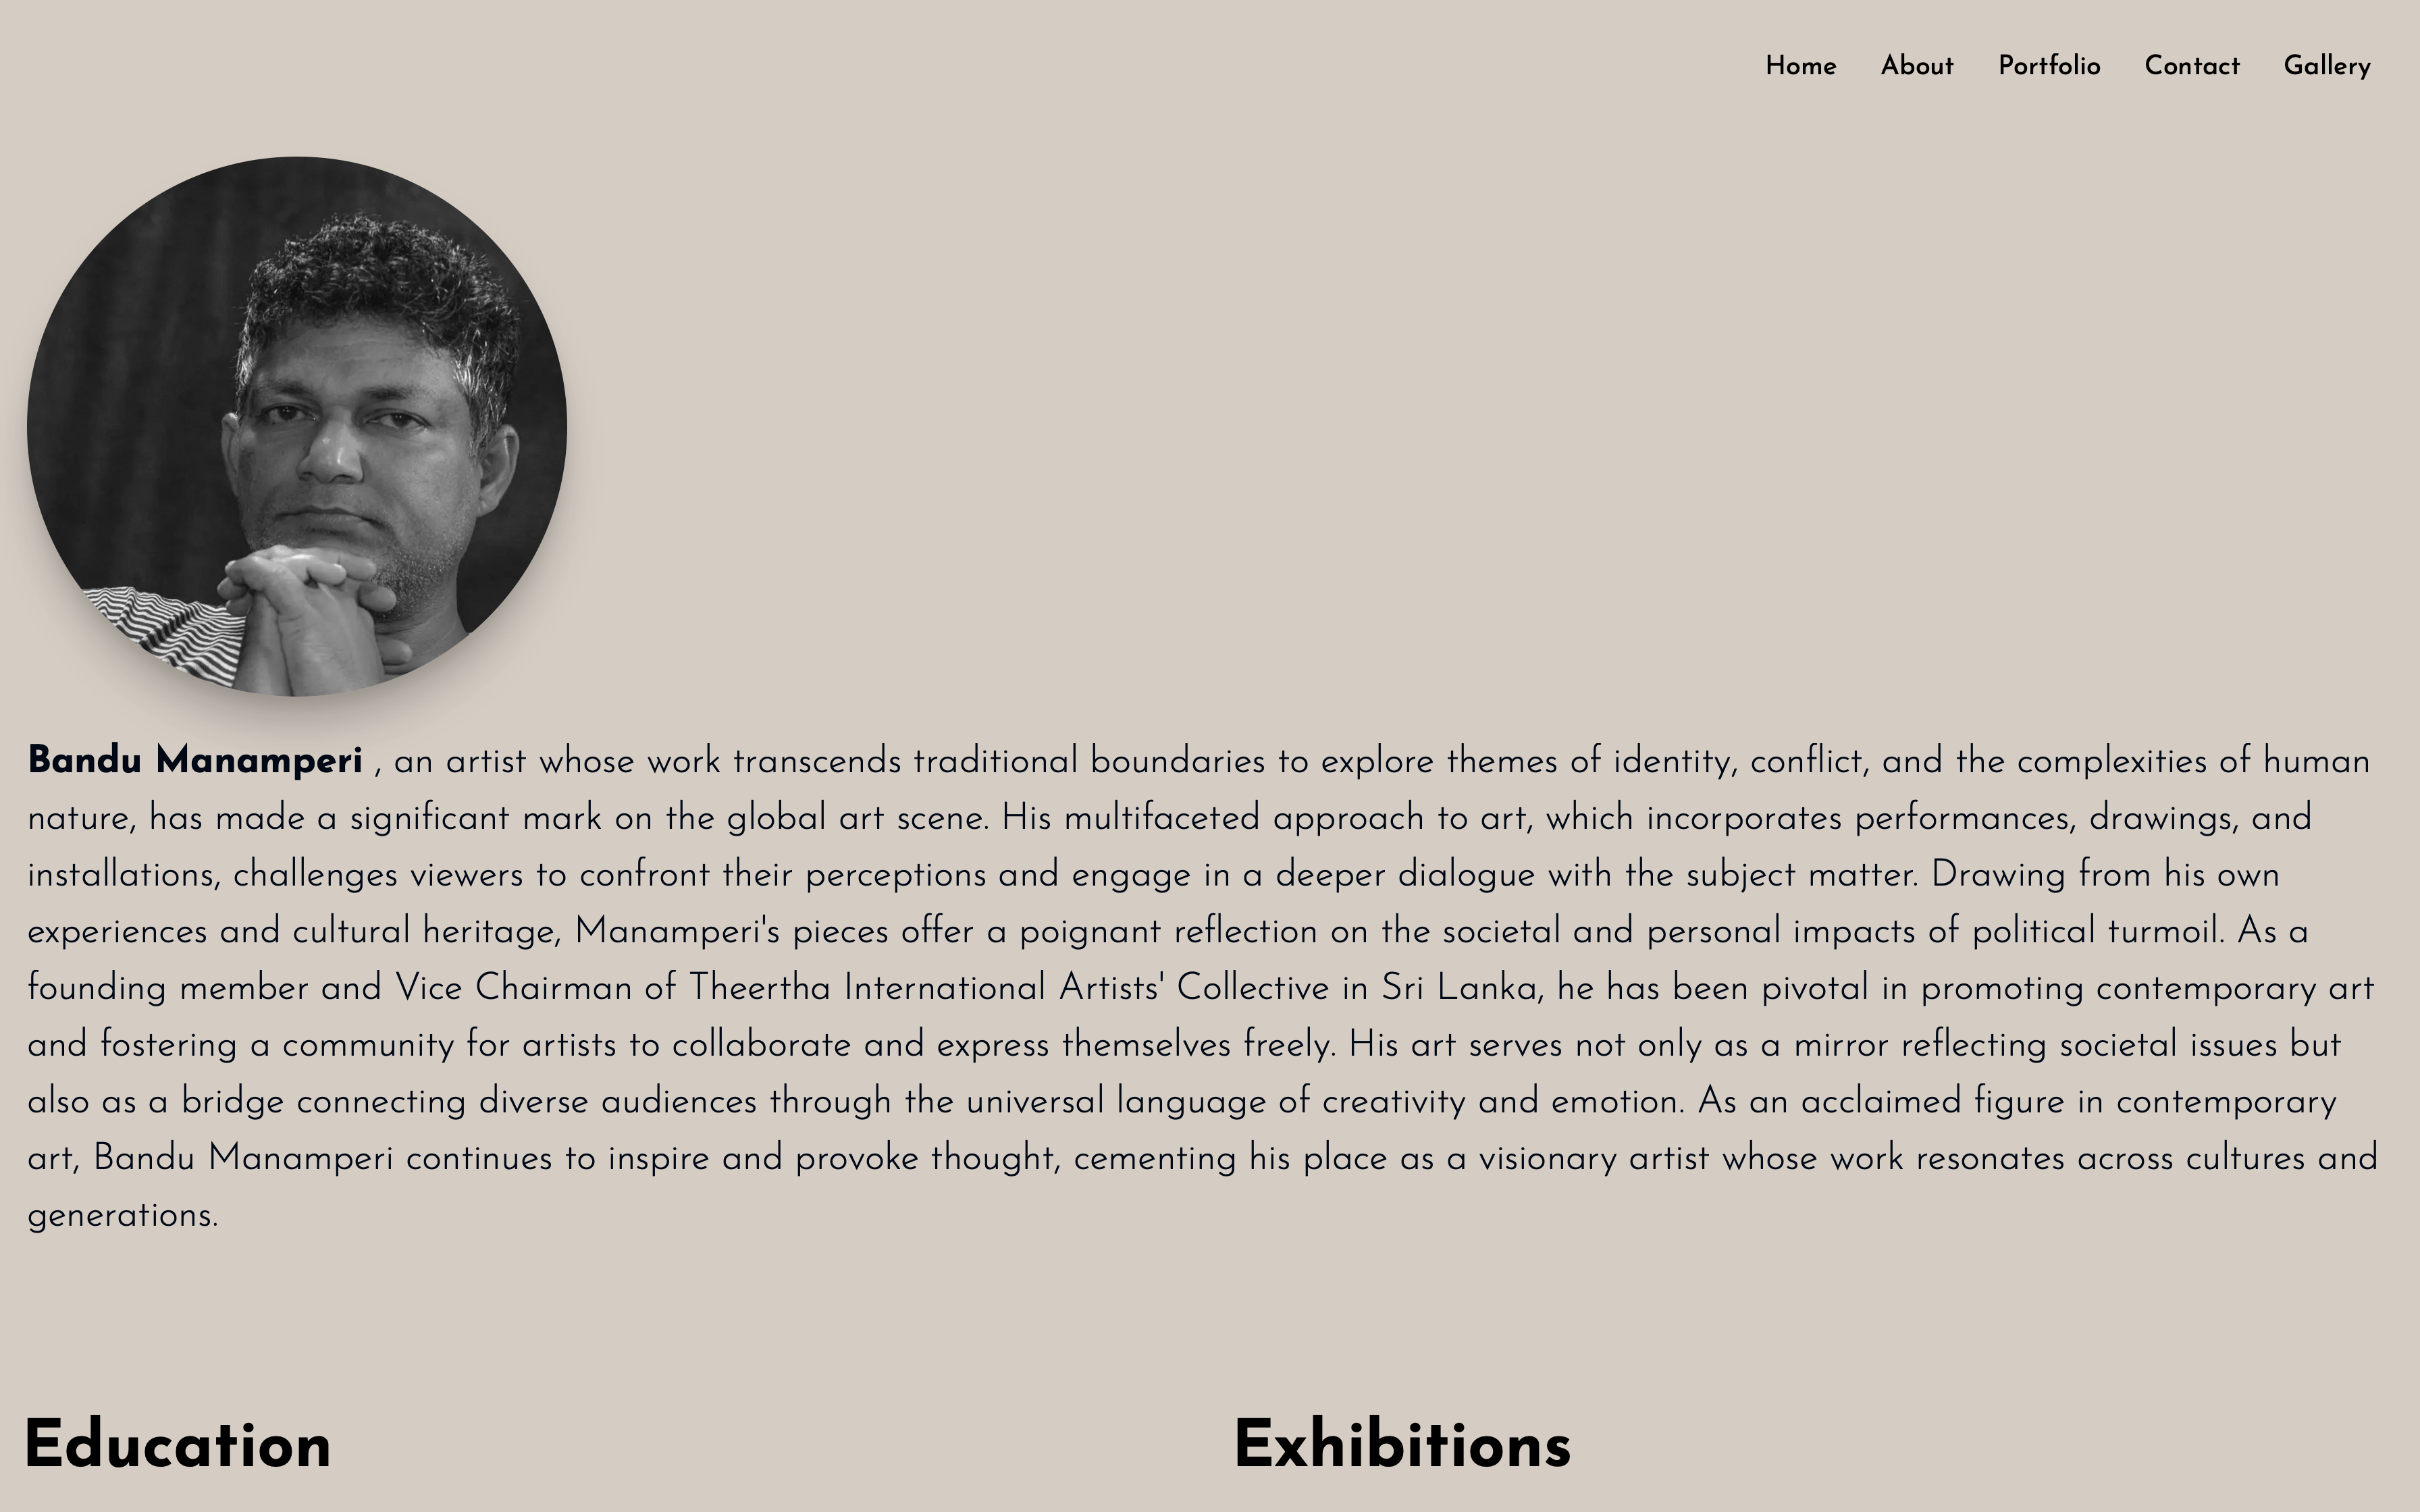 Home About Portfolio Contact Gallery
Bandu Manamperi , an artist whose work transcends traditional boundaries to explore themes of identity, conflict, and the complexities of human
nature, has made a significant mark on the global art scene. His multifaceted approach to art, which incorporates performances, drawings, and
installations, challenges viewers to confront their perceptions and engage in a deeper dialogue with the subject matter. Drawing from his own
experiences and cultural heritage, Manamperi's pieces offer a poignant reflection on the societal and personal impacts of political turmoil. As a
founding member and Vice Chairman of Theertha International Artists' Collective in Sri Lanka, he has been pivotal in promoting contemporary art
and fostering a community for artists to collaborate and express themselves freely. His art serves not only as a mirror reflecting societal issues but
also as a bridge connecting diverse audiences through the universal language of creativity and emotion. As an acclaimed figure in contemporary
art, Bandu Manamperi continues to inspire and provoke thought, cementing his place as a visionary artist whose work resonates across cultures and
generations.
Education
Exhibitions